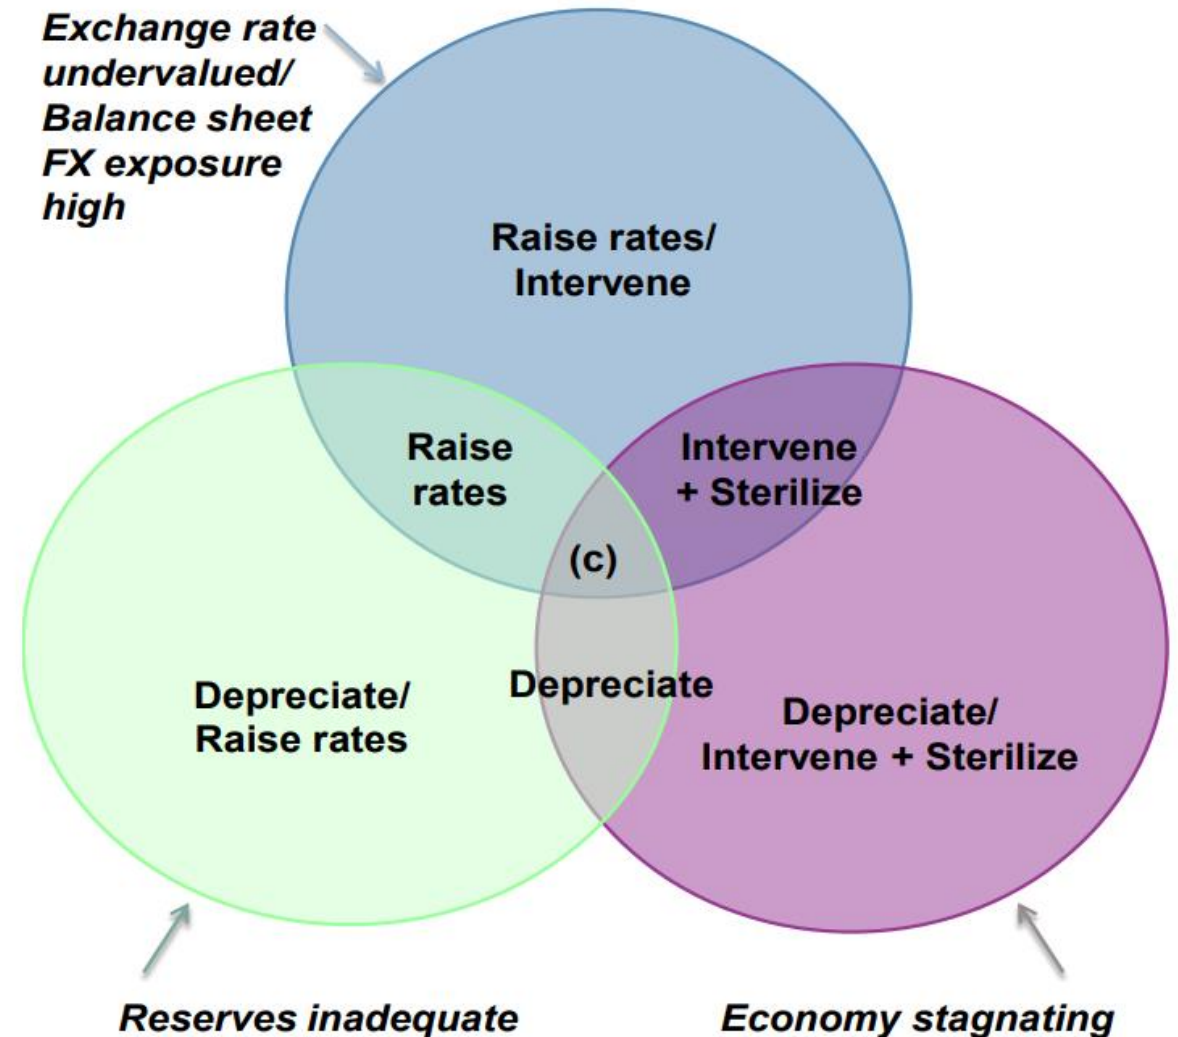 Exchange rate
undervalued/
Balance sheet
FX exposure
high
Raise rates/
Intervene
Raise
rates
Intervene
+ Sterilize
(c)
Depreciate/
Raise rates
Depreciate
Depreciate/
Intervene + Sterilize
Reserves inadequate
Economy stagnating